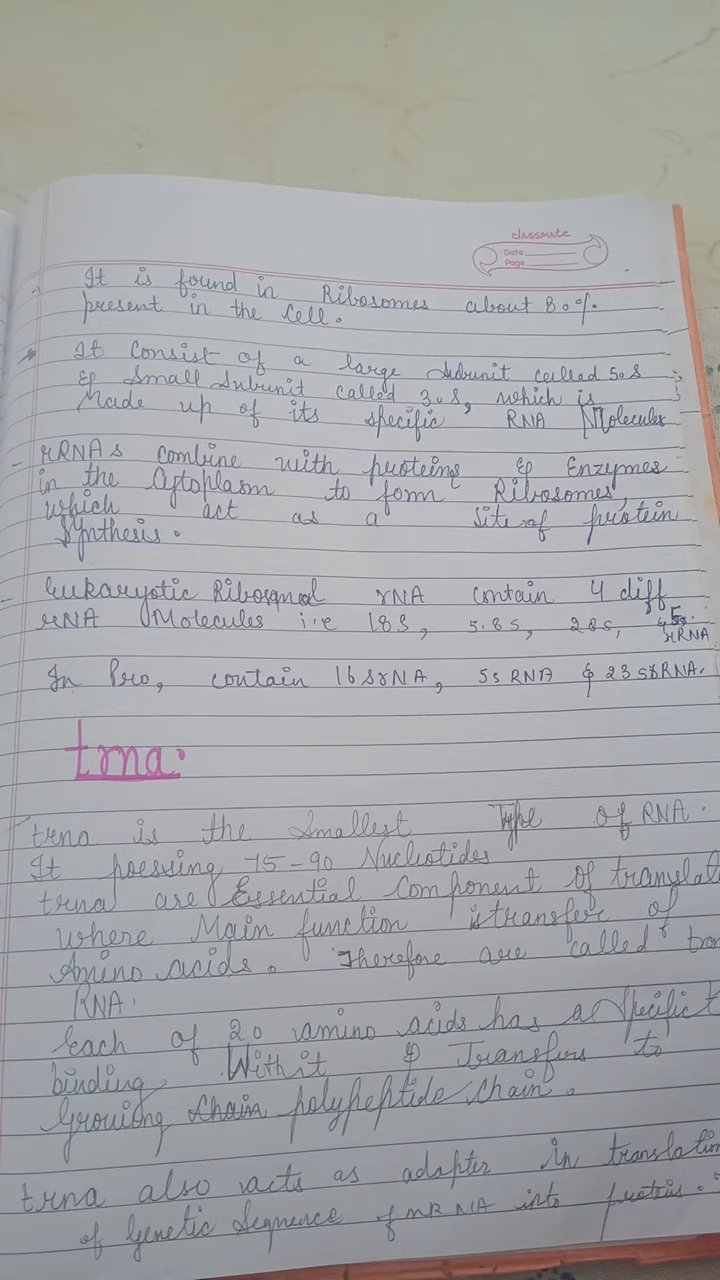 classmate
Date
Page
It is found in Ribosomes about 80%
present in the Cell.
It Consist of a large Subunit called 50S
& Small Subunit called 30S, which is
Made up of its specific RNA Molecules
rRNAs combine with proteins & Enzymes
in the Cytoplasm to form Ribosomes,
which act as a Site of protein
Synthesis.
Eukaryotic Ribosomal rNA contain 4 diff
rRNA Molecules i.e 18S, 5.8S, 28S, 5s
rRNA
In Pro, contain 16SrNA, 5s RNA & 23SrRNA.
trna:
trna is the Smallest Type of RNA.
It possessing 75-90 Nucleotides
trna are Essential Component of translat
where Main function is transfer of
Amino acids. Therefore are called tran
RNA.
Each of 20 amino acids has a Specific t
binding With it & Transfers to
Growing chain polypeptide chain.
trna also acts as adapter in translation
of Genetic Sequence of mRNA into protein.